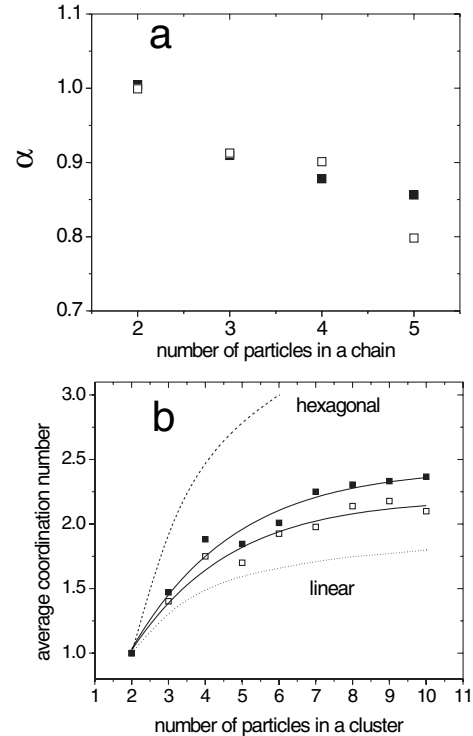 a
1.1
1.0
0.9
0.8
0.7
α
2 3 4 5
number of particles in a chain
b
hexagonal
linear
3.0
2.5
2.0
1.5
1.0
average coordination number
1 2 3 4 5 6 7 8 9 10 11
number of particles in a cluster